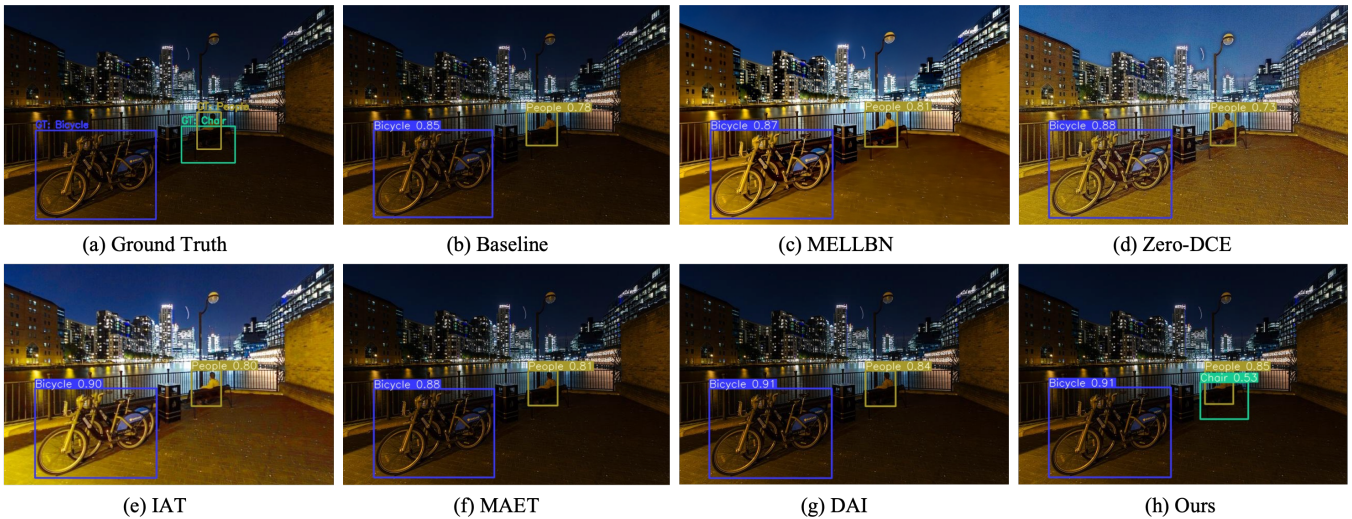 GT: People
GT: Bicycle
GT: Chair
(a) Ground Truth
People 0.78
Bicycle 0.85
(b) Baseline
People 0.81
Bicycle 0.87
(c) MELLBN
People 0.73
Bicycle 0.88
(d) Zero-DCE
People 0.80
Bicycle 0.90
(e) IAT
People 0.81
Bicycle 0.88
(f) MAET
People 0.84
Bicycle 0.91
(g) DAI
People 0.85
Chair 0.53
Bicycle 0.91
(h) Ours